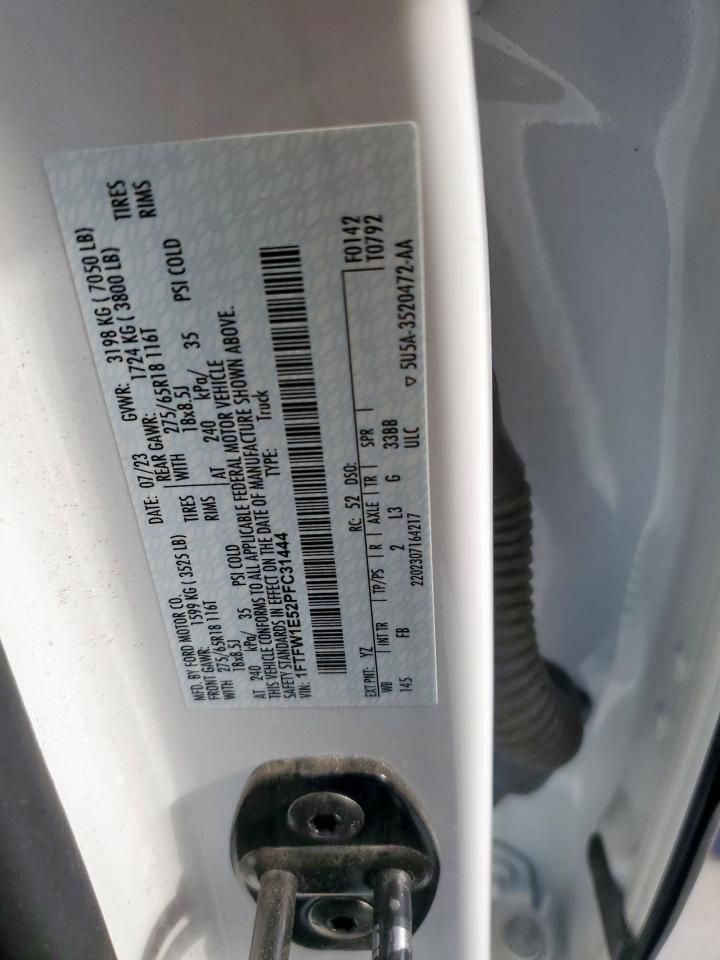 MFD. BY FORD MOTOR CO. DATE: 07/23 GVWR: 3198 KG ( 7050 LB)
FRONT GAWR: 1599 KG ( 3525 LB) REAR GAWR: 1724 KG ( 3800 LB)
WITH 275/65R18 116T TIRES WITH 275/65R18 116T TIRES
18x8.5J RIMS 18x8.5J RIMS
AT 240 kPa/ 35 PSI COLD AT 240 kPa/ 35 PSI COLD
THIS VEHICLE CONFORMS TO ALL APPLICABLE FEDERAL MOTOR VEHICLE
SAFETY STANDARDS IN EFFECT ON THE DATE OF MANUFACTURE SHOWN ABOVE.
VIN: 1FTFW1E52PFC31444 TYPE: Truck
F0142
EXT PNT: YZ RC: 52 DSO: T0792
WB INT TR TP/PS R AXLE TR SPR
145 FB 2 L3 G 33BB ▽ 5U5A-3520472-AA
2202307164217 ULC